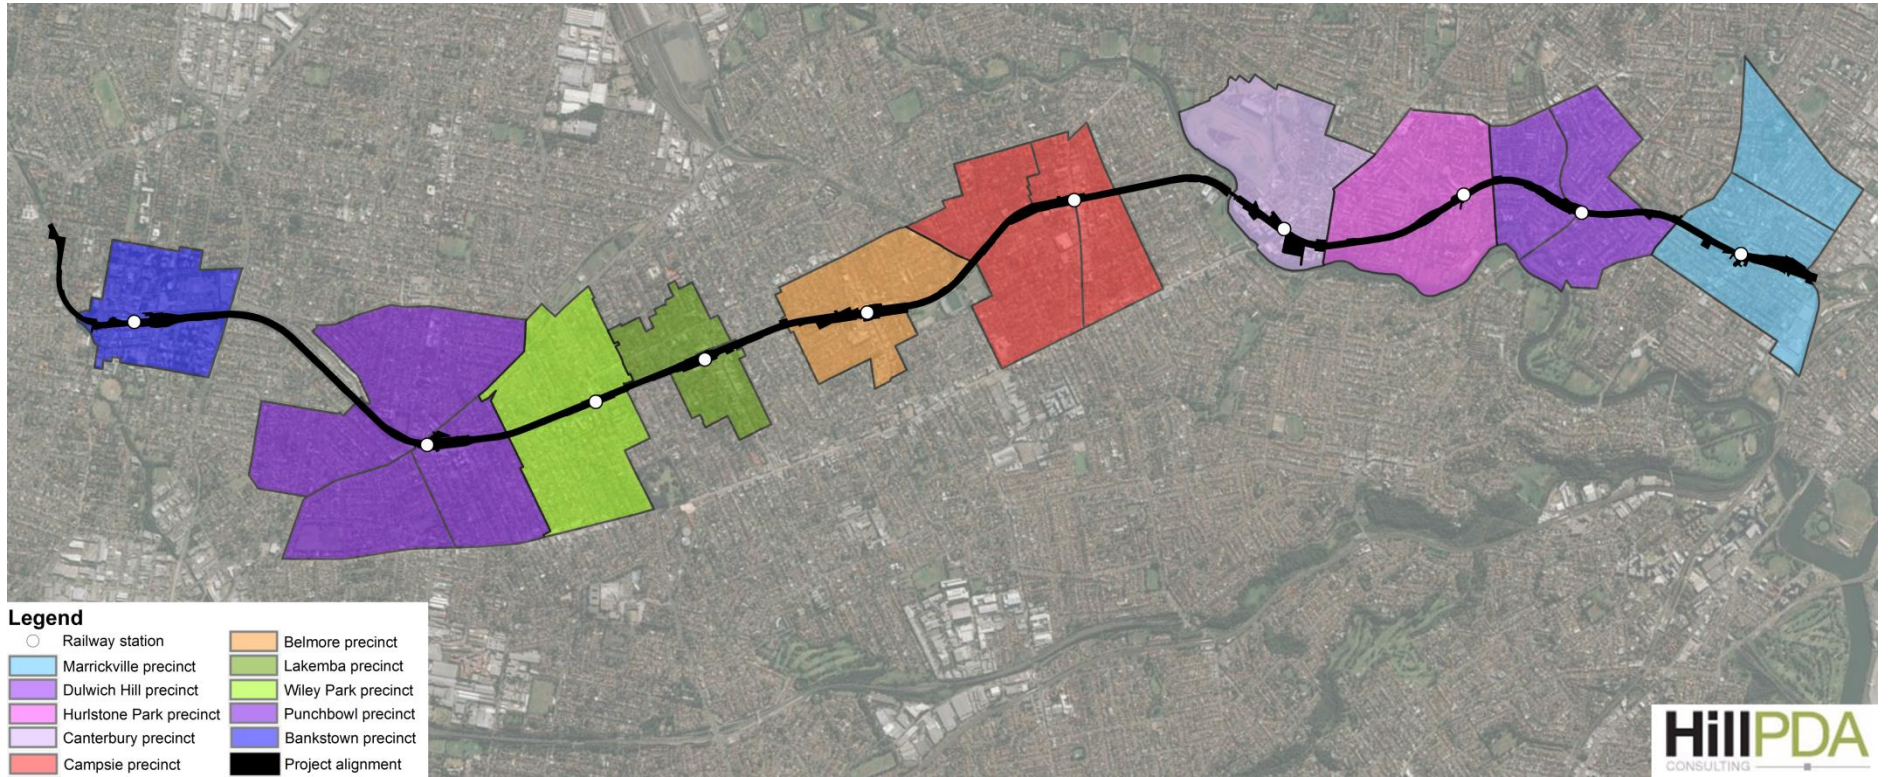 Legend
Railway station
Marrickville precinct
Dulwich Hill precinct
Hurlstone Park precinct
Canterbury precinct
Campsie precinct
Belmore precinct
Lakemba precinct
Wiley Park precinct
Punchbowl precinct
Bankstown precinct
Project alignment
HillPDA
CONSULTING